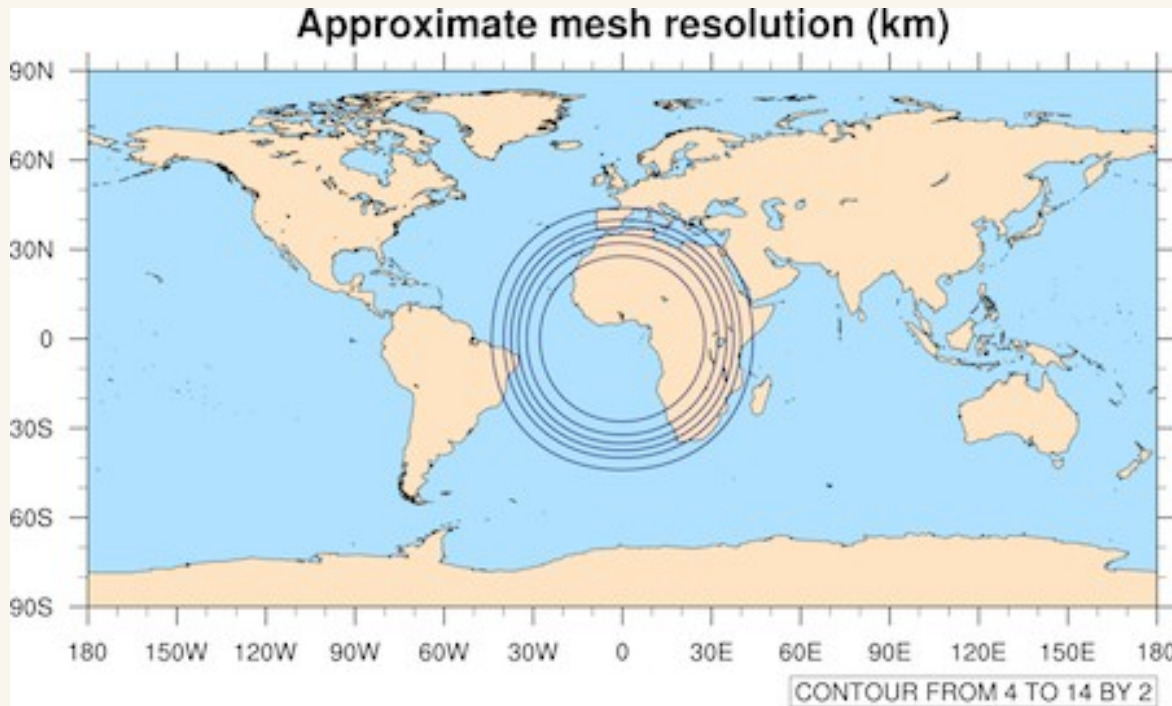 Approximate mesh resolution (km)
90N
60N
30N
0
30S
60S
90S
180 150W 120W 90W 60W 30W 0 30E 60E 90E 120E 150E 180
CONTOUR FROM 4 TO 14 BY 2